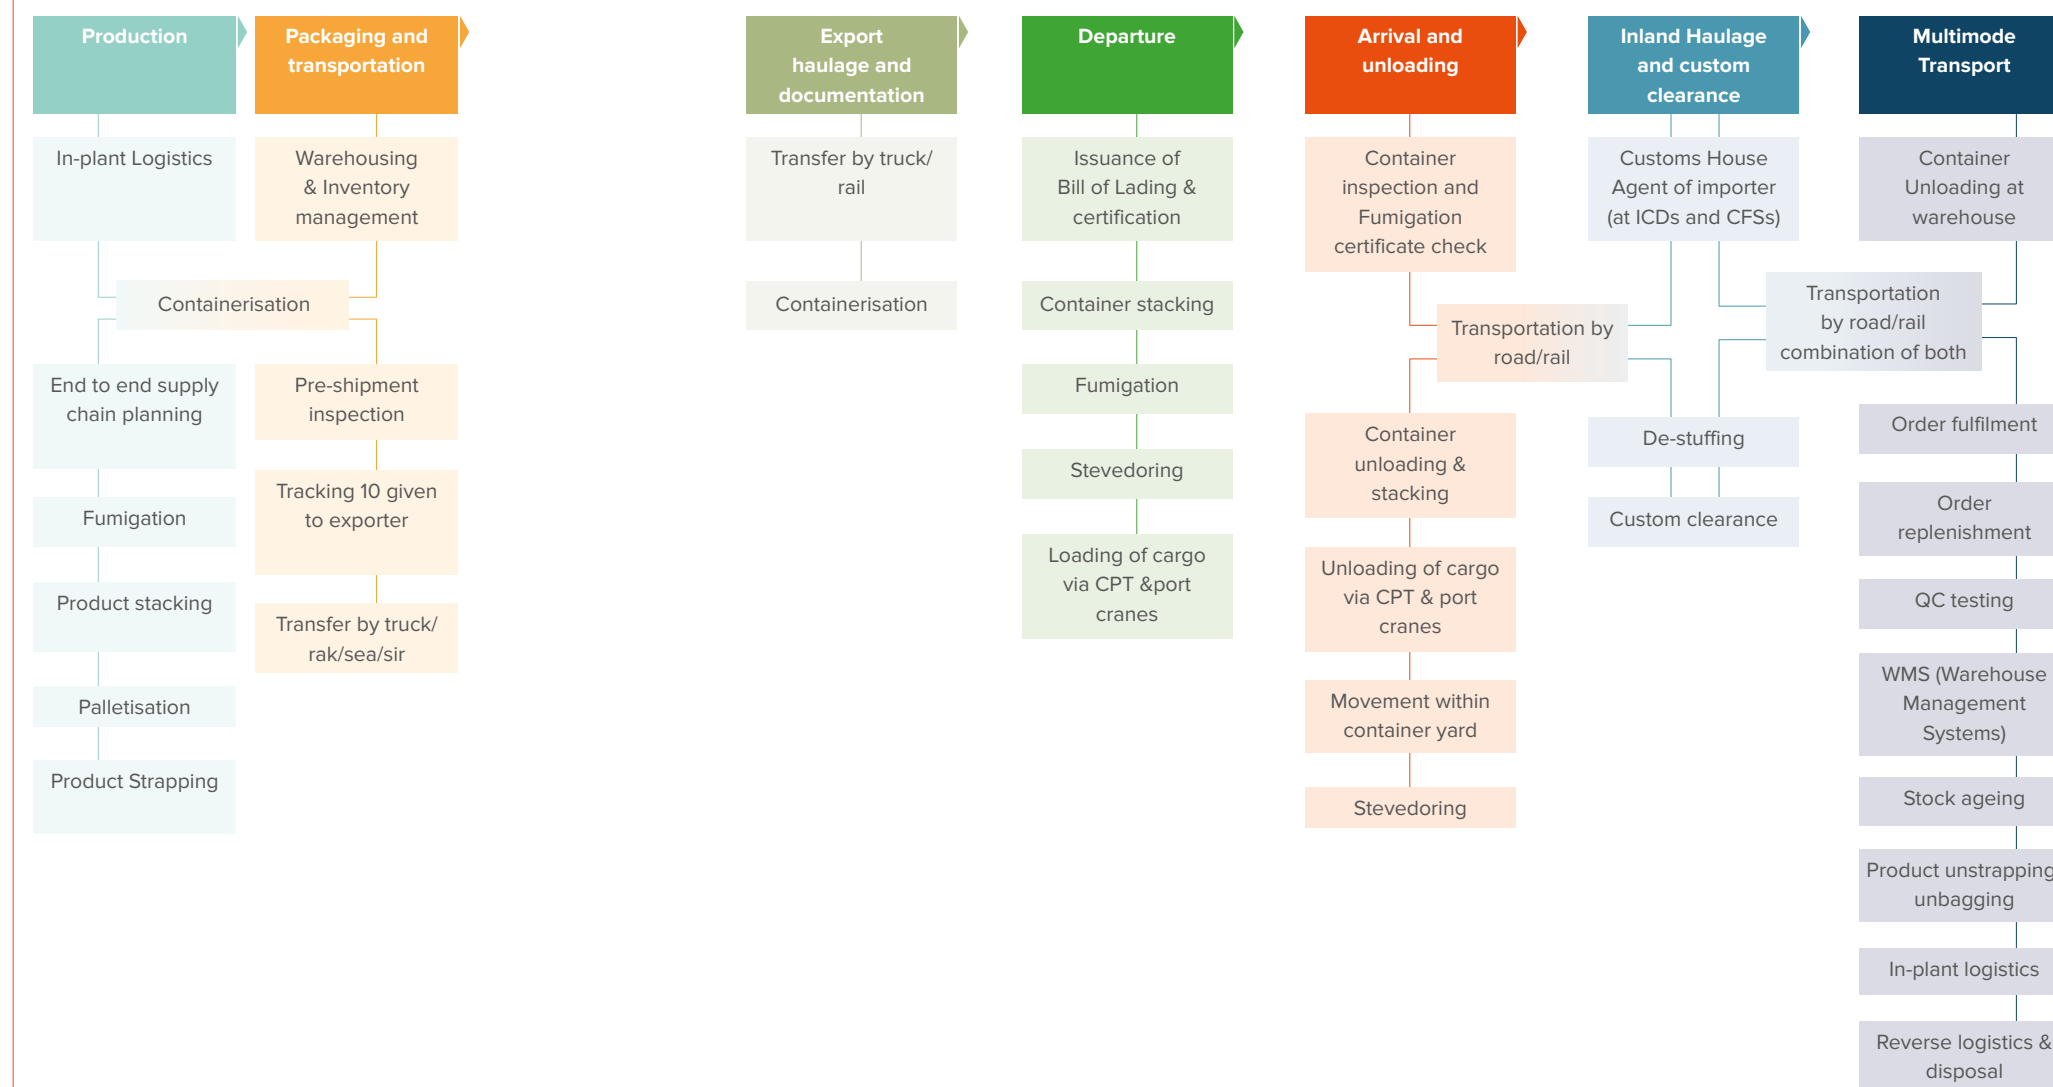 Production
Packaging and
transportation
Export
haulage and
documentation
Departure
Arrival and
unloading
Inland Haulage
and custom
clearance
Multimode
Transport
In-plant Logistics
Containerisation
End to end supply
chain planning
Fumigation
Product stacking
Palletisation
Product Strapping
Warehousing
& Inventory
management
Pre-shipment
inspection
Tracking 10 given
to exporter
Transfer by truck/
rak/sea/sir
Transfer by truck/
rail
Containerisation
Issuance of
Bill of Lading &
certification
Container stacking
Fumigation
Stevedoring
Loading of cargo
via CPT &port
cranes
Container
inspection and
Fumigation
certificate check
Transportation by
road/rail
Container
unloading &
stacking
Unloading of cargo
via CPT & port
cranes
Movement within
container yard
Stevedoring
Customs House
Agent of importer
(at ICDs and CFSs)
Transportation
by road/rail
combination of both
De-stuffing
Custom clearance
Container
Unloading at
warehouse
Order fulfilment
Order
replenishment
QC testing
WMS (Warehouse
Management
Systems)
Stock ageing
Product unstrapping
unbagging
In-plant logistics
Reverse logistics &
disposal